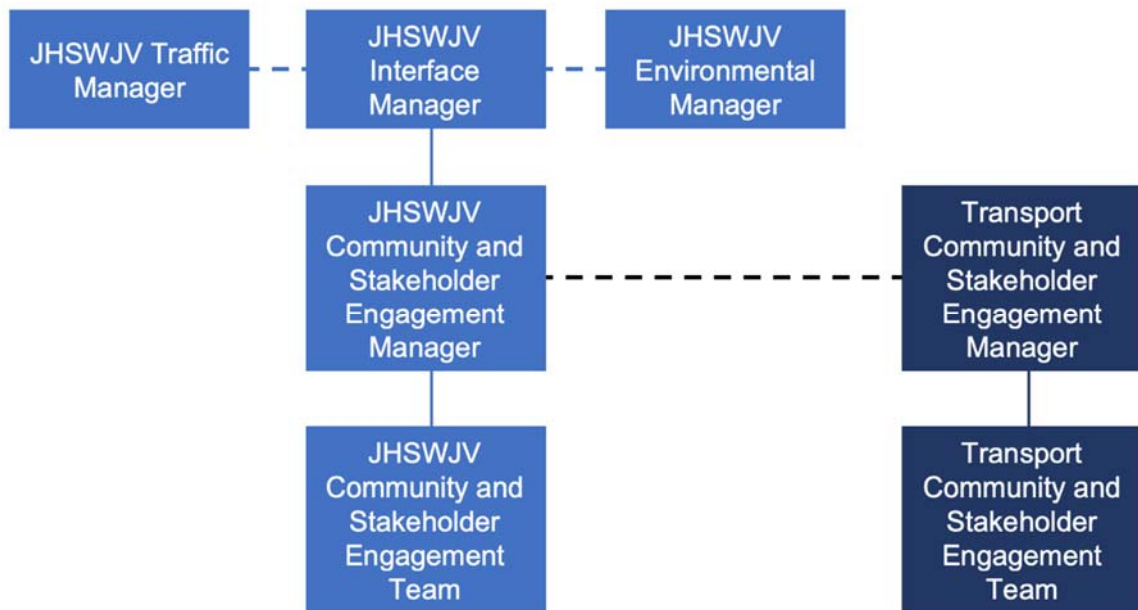 JHSWJV Traffic
Manager
JHSWJV
Interface
Manager
JHSWJV
Environmental
Manager
JHSWJV
Community and
Stakeholder
Engagement
Manager
Transport
Community and
Stakeholder
Engagement
Manager
JHSWJV
Community and
Stakeholder
Engagement
Team
Transport
Community and
Stakeholder
Engagement
Team